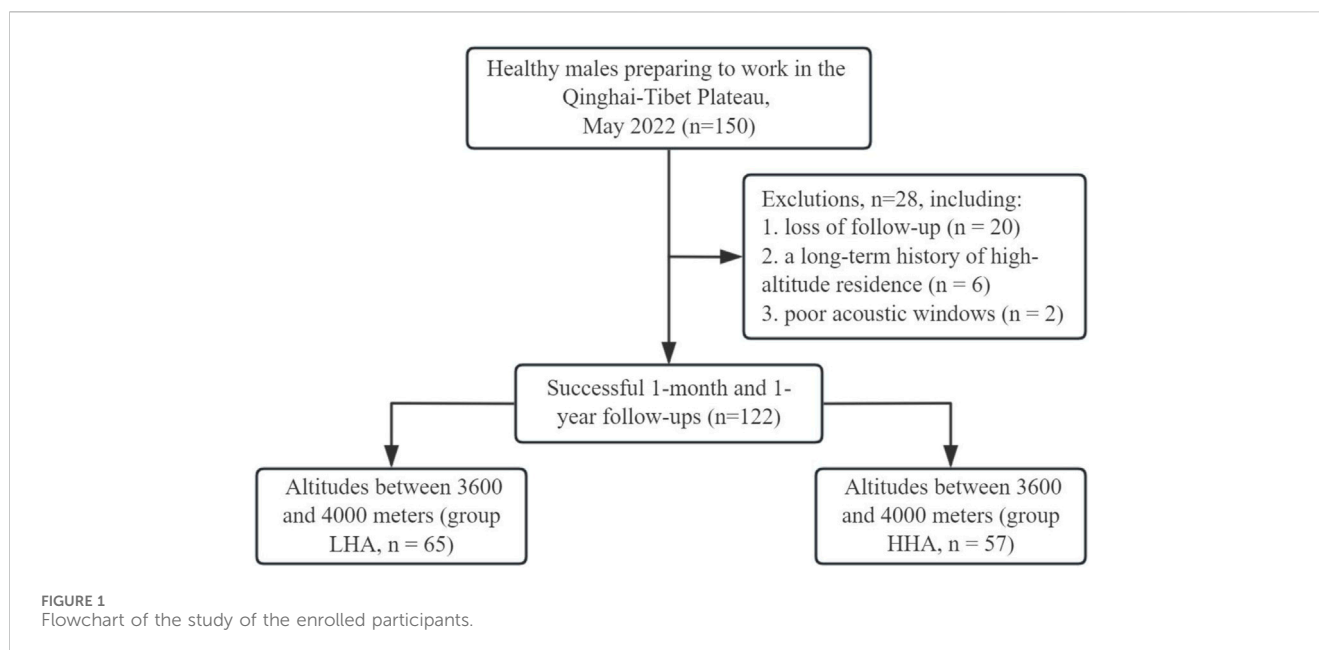 Healthy males preparing to work in the
Qinghai-Tibet Plateau,
May 2022 (n=150)
Exclutions, n=28, including:
1. loss of follow-up (n = 20)
2. a long-term history of high-
altitude residence (n = 6)
3. poor acoustic windows (n = 2)
Successful 1-month and 1-
year follow-ups (n=122)
Altitudes between 3600
and 4000 meters (group
LHA, n = 65)
Altitudes between 3600
and 4000 meters (group
HHA, n = 57)
FIGURE 1
Flowchart of the study of the enrolled participants.